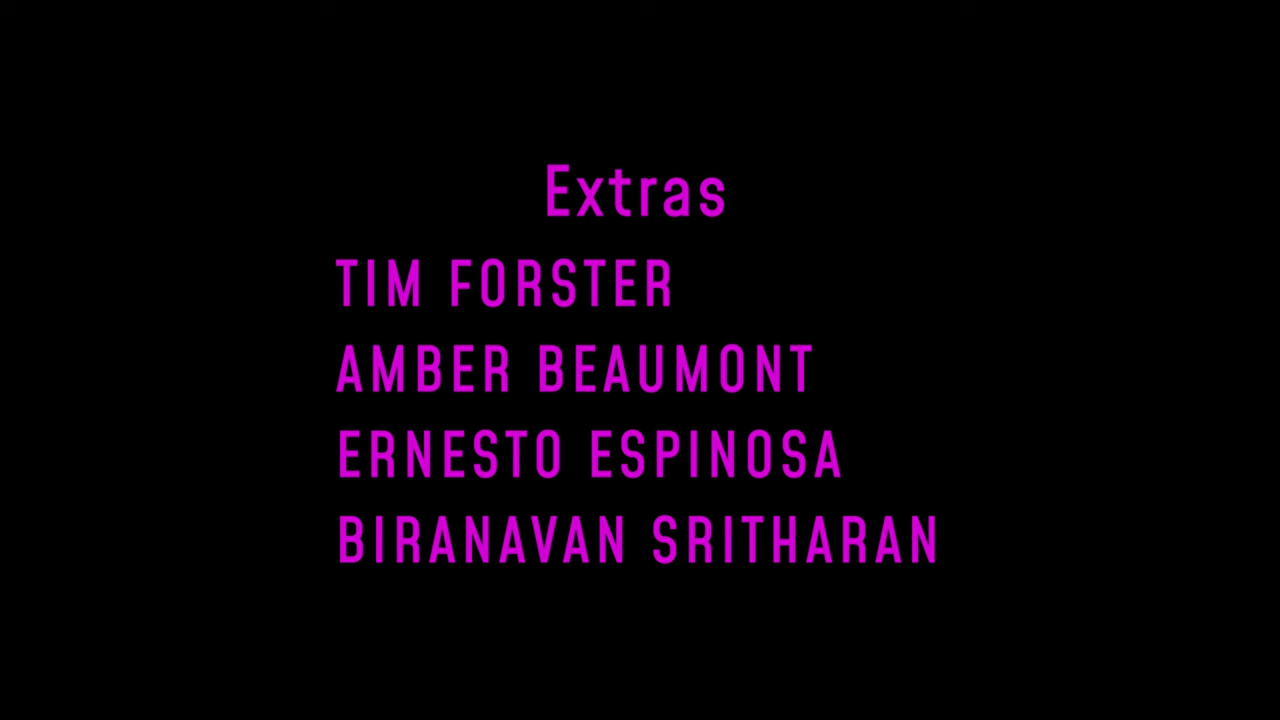 Extras
TIM FORSTER
AMBER BEAUMONT
ERNESTO ESPINOSA
BIRANAVAN SRITHARAN